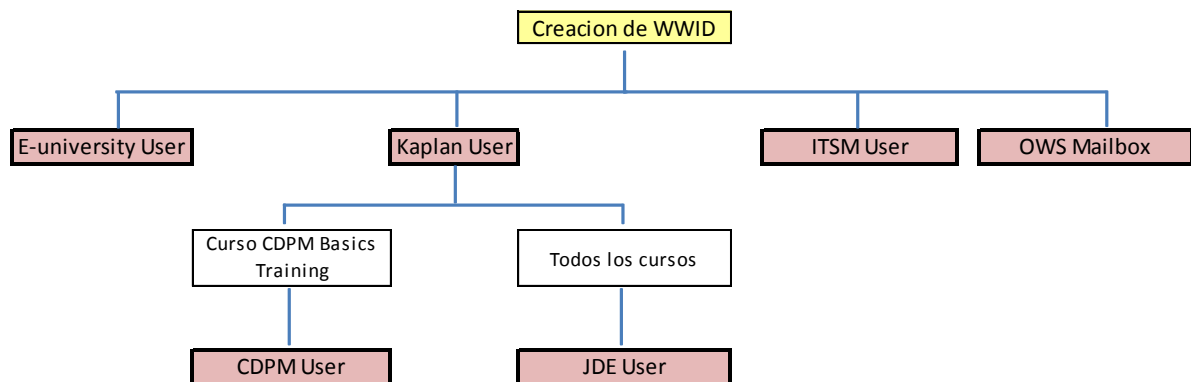 Creacion de WWID
E-university User
Kaplan User
ITSM User
OWS Mailbox
Curso CDPM Basics
Training
Todos los cursos
CDPM User
JDE User